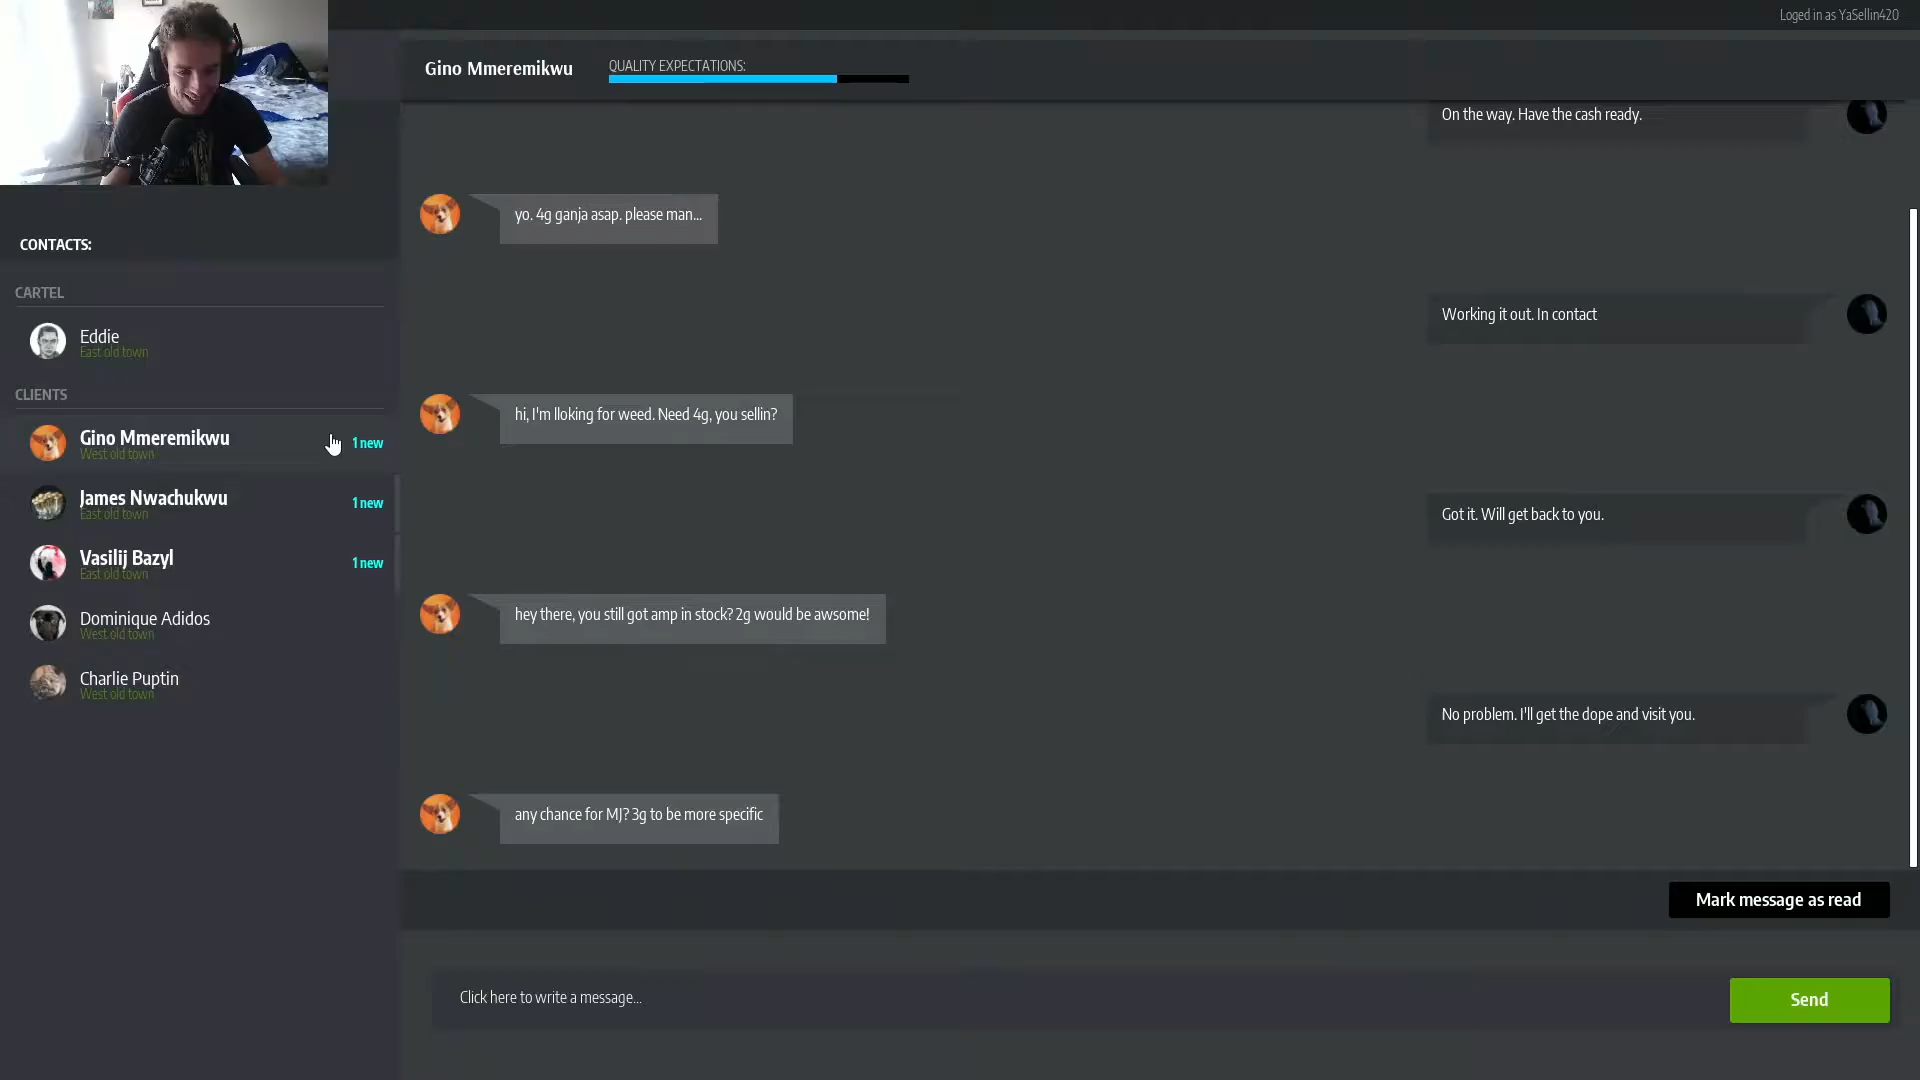 Loged in as YaSellin420
Gino Mmeremikwu
QUALITY EXPECTATIONS:
On the way. Have the cash ready.
yo. 4g ganja asap. please man...
CONTACTS:
CARTEL
Eddie
East old town
Working it out. In contact
CLIENTS
hi, I'm lloking for weed. Need 4g, you sellin?
Gino Mmeremikwu
West old town
1 new
James Nwachukwu
East old town
1 new
Got it. Will get back to you.
Vasilij Bazyl
East old town
1 new
hey there, you still got amp in stock? 2g would be awsome!
Dominique Adidos
West old town
Charlie Puptin
West old town
No problem. I'll get the dope and visit you.
any chance for MJ? 3g to be more specific
Mark message as read
Click here to write a message...
Send